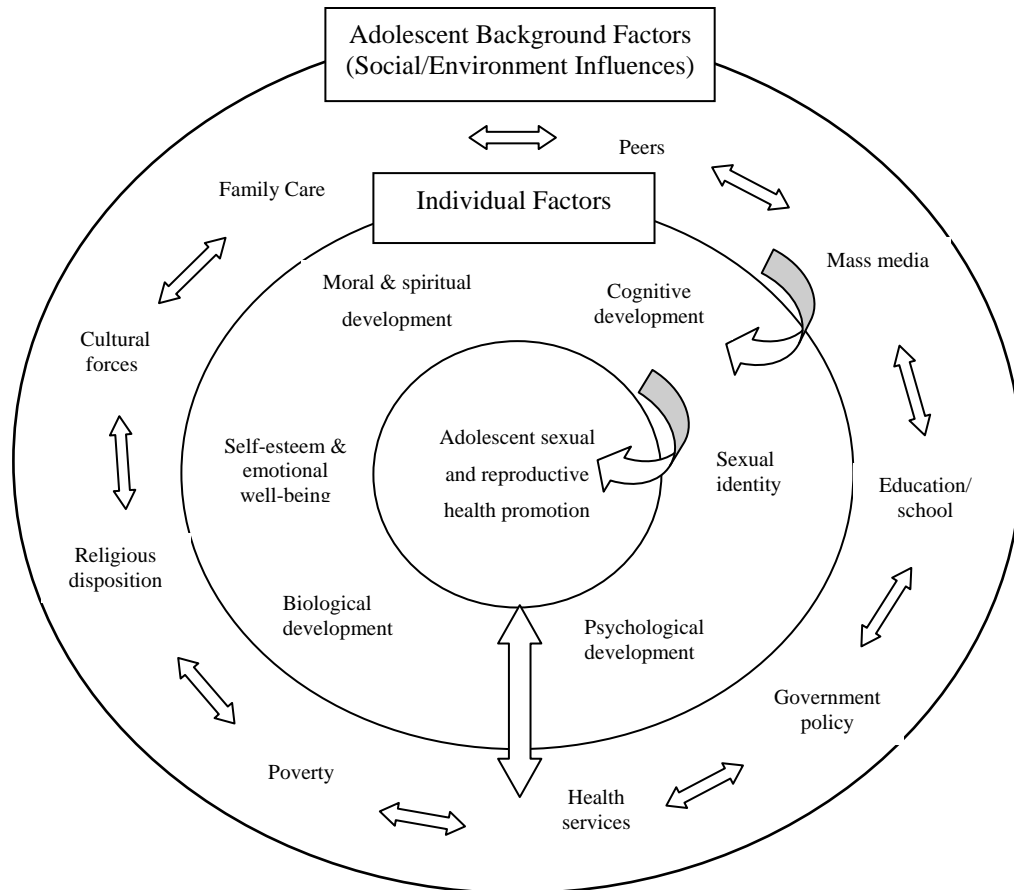 Adolescent Background Factors
(Social/Environment Influences)
Peers
Family Care
Individual Factors
Mass media
Moral & spiritual
development
Cognitive
development
Cultural
forces
Self-esteem &
emotional
well-being
Adolescent sexual
and reproductive
health promotion
Sexual
identity
Education/
school
Religious
disposition
Biological
development
Psychological
development
Government
policy
Poverty
Health
services